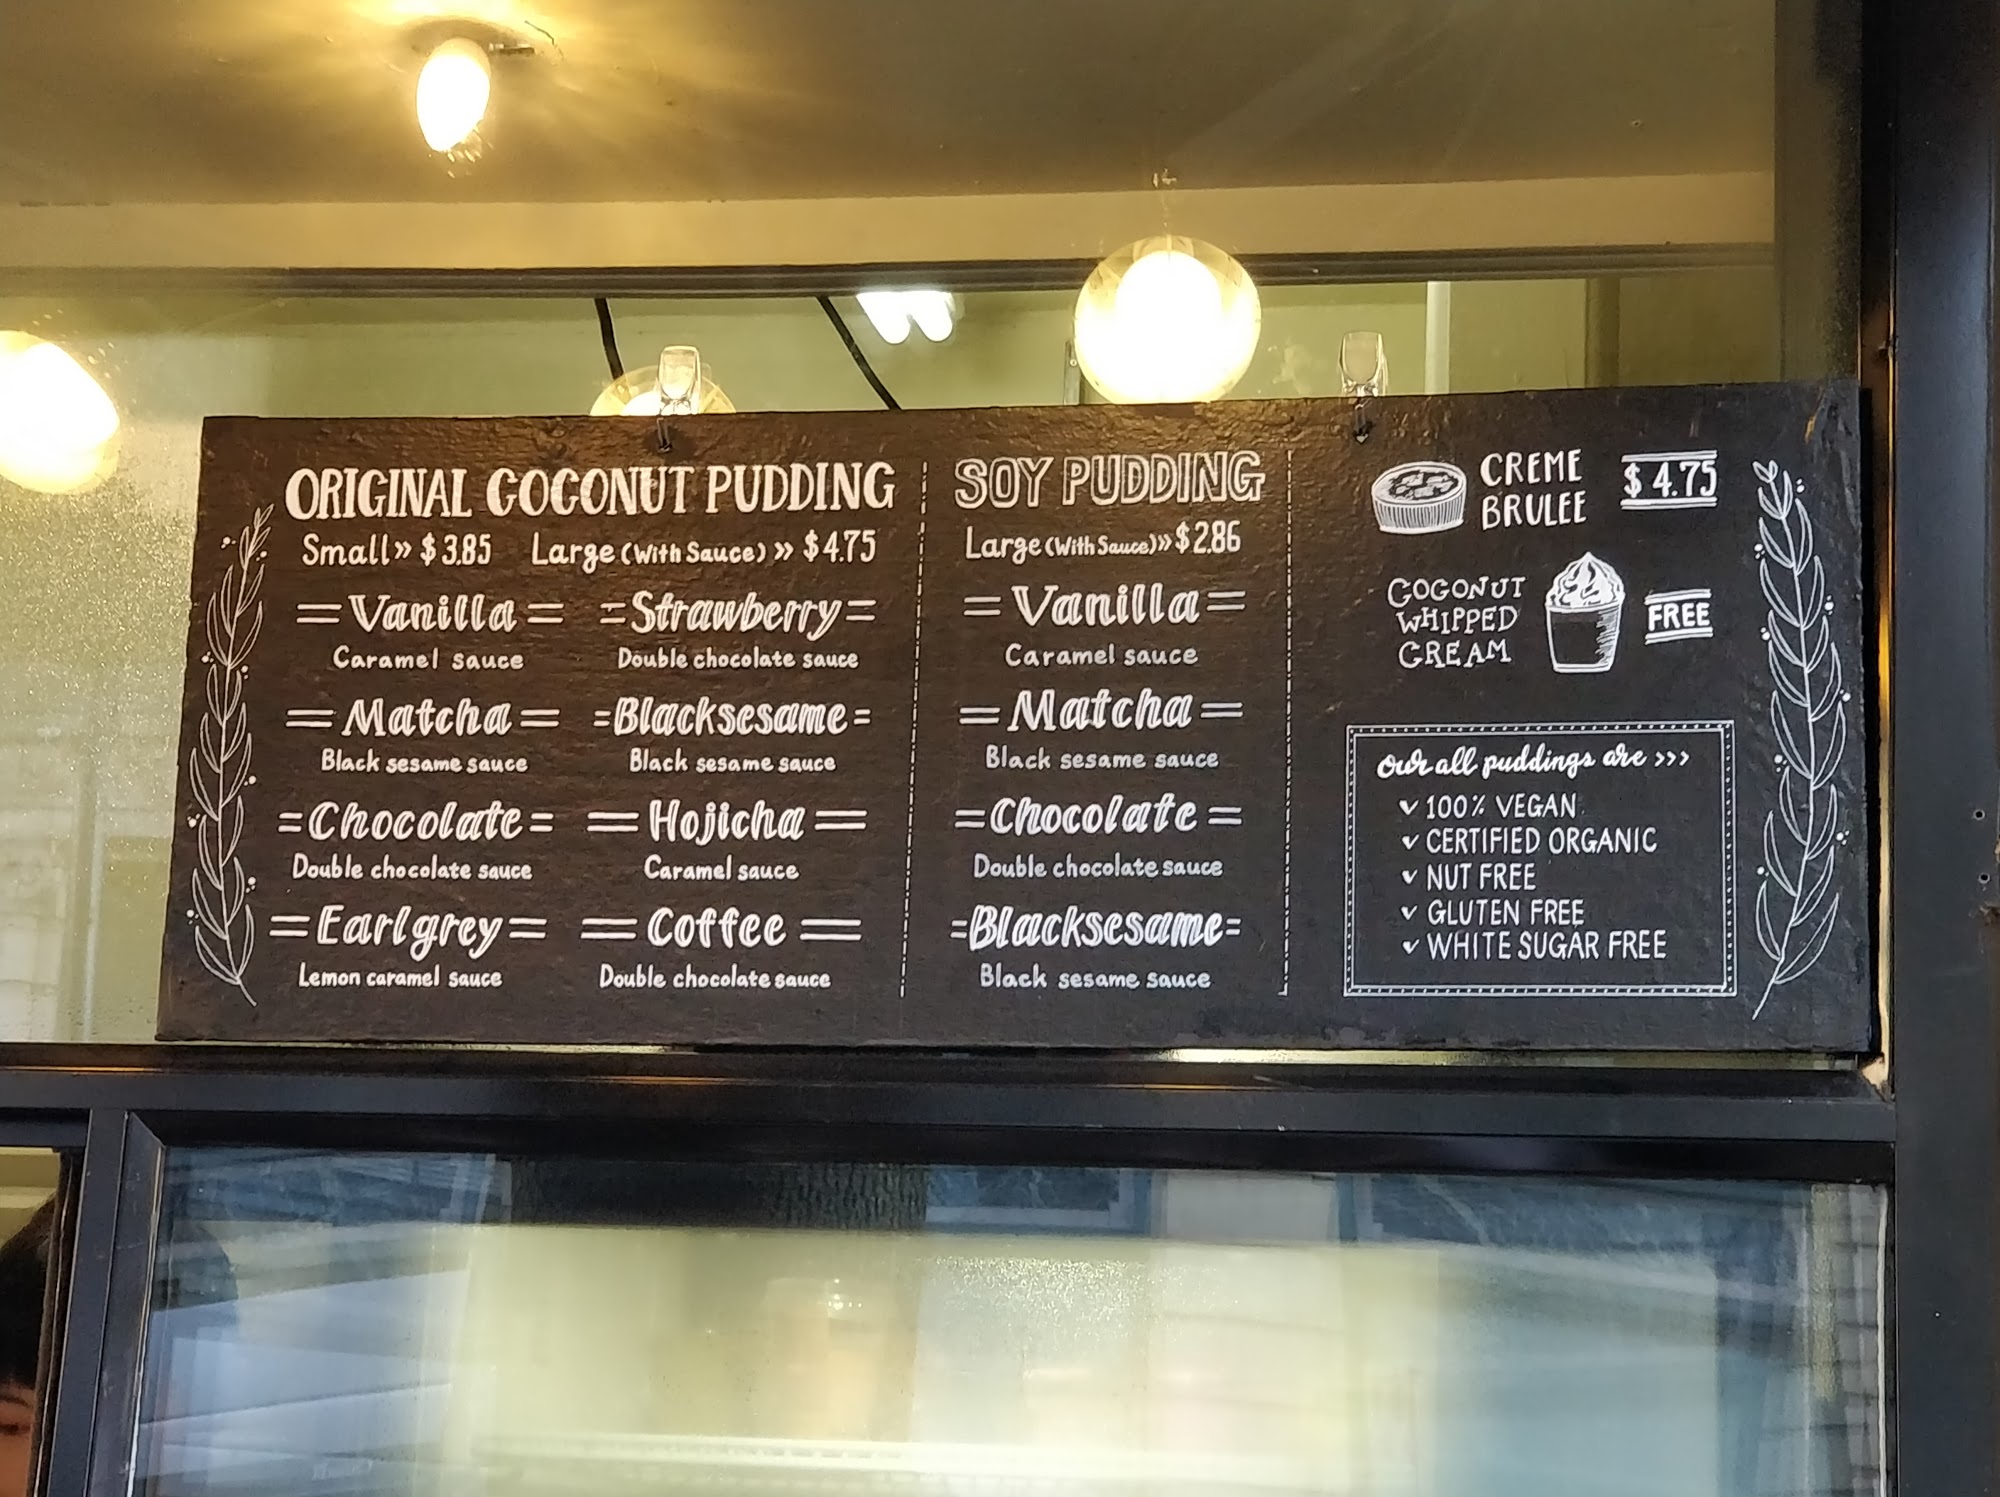 ORIGINAL COCONUT PUDDING
Small» $3.85 Large (With Sauce) » $4.75
=Vanilla= =Strawberry=
Caramel sauce Double chocolate sauce
=Matcha= =Blacksesame=
Black sesame sauce Black sesame sauce
=Chocolate= =Hojicha=
Double chocolate sauce Caramel sauce
=Earlgrey= =Coffee=
Lemon caramel sauce Double chocolate sauce
SOY PUDDING
Large (With Sauce)» $2.86
=Vanilla=
Caramel sauce
=Matcha=
Black sesame sauce
=Chocolate=
Double chocolate sauce
=Blacksesame=
Black sesame sauce
CREME
BRULEE
$4.75
COCONUT
WHIPPED
CREAM
FREE
our all puddings are >>>
✓ 100% VEGAN
✓ CERTIFIED ORGANIC
✓ NUT FREE
✓ GLUTEN FREE
✓ WHITE SUGAR FREE